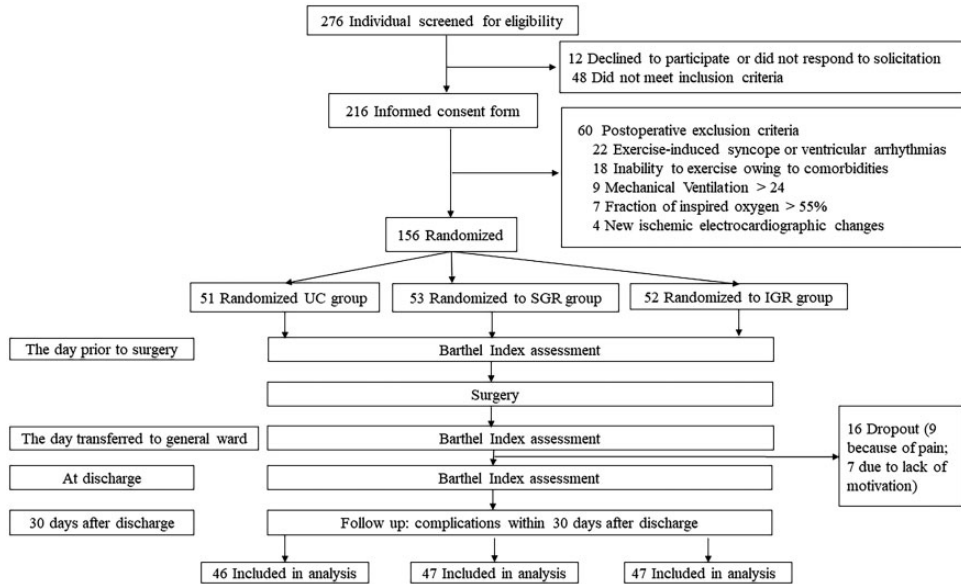 276 Individual screened for eligibility
12 Declined to participate or did not respond to solicitation
48 Did not meet inclusion criteria
216 Informed consent form
60 Postoperative exclusion criteria
22 Exercise-induced syncope or ventricular arrhythmias
18 Inability to exercise owing to comorbidities
9 Mechanical Ventilation > 24
7 Fraction of inspired oxygen > 55%
4 New ischemic electrocardiographic changes
156 Randomized
51 Randomized UC group
53 Randomized to SGR group
52 Randomized to IGR group
The day prior to surgery
Barthel Index assessment
Surgery
The day transferred to general ward
Barthel Index assessment
16 Dropout (9
because of pain;
7 due to lack of
motivation)
At discharge
Barthel Index assessment
30 days after discharge
Follow up: complications within 30 days after discharge
46 Included in analysis
47 Included in analysis
47 Included in analysis